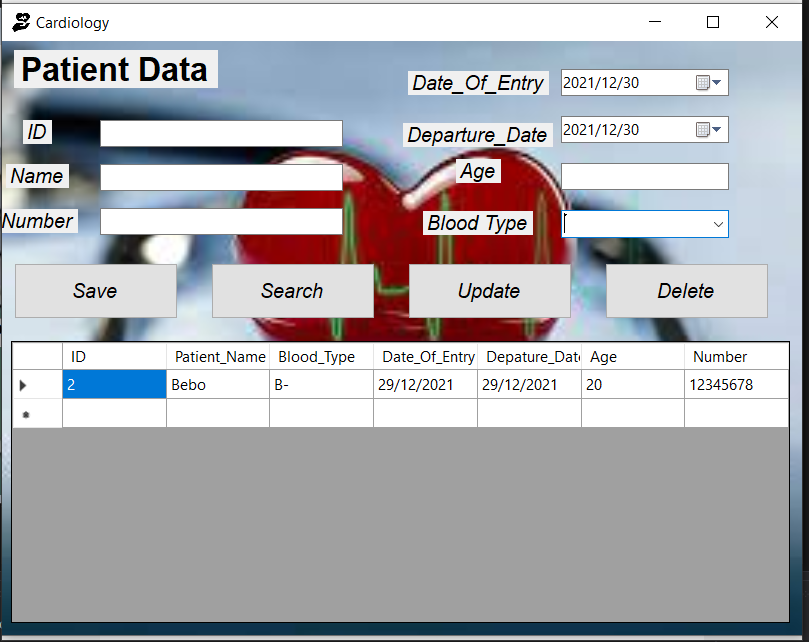 Cardiology
Patient Data
Date_Of_Entry 2021/12/30
ID
Departure_Date 2021/12/30
Name
Age
Number
Blood Type
Save Search Update Delete
ID Patient_Name Blood_Type Date_Of_Entry Depature_Date Age Number
2 Bebo B- 29/12/2021 29/12/2021 20 12345678